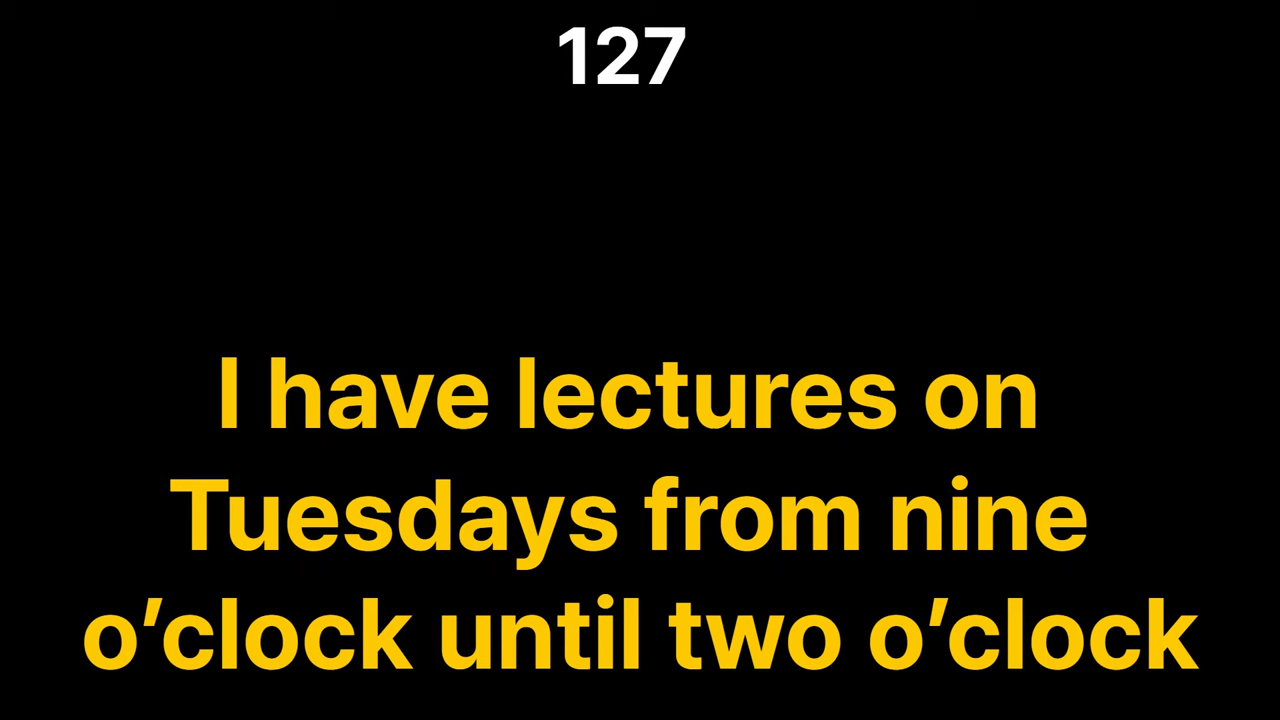 127
I have lectures on
Tuesdays from nine
o’clock until two o’clock